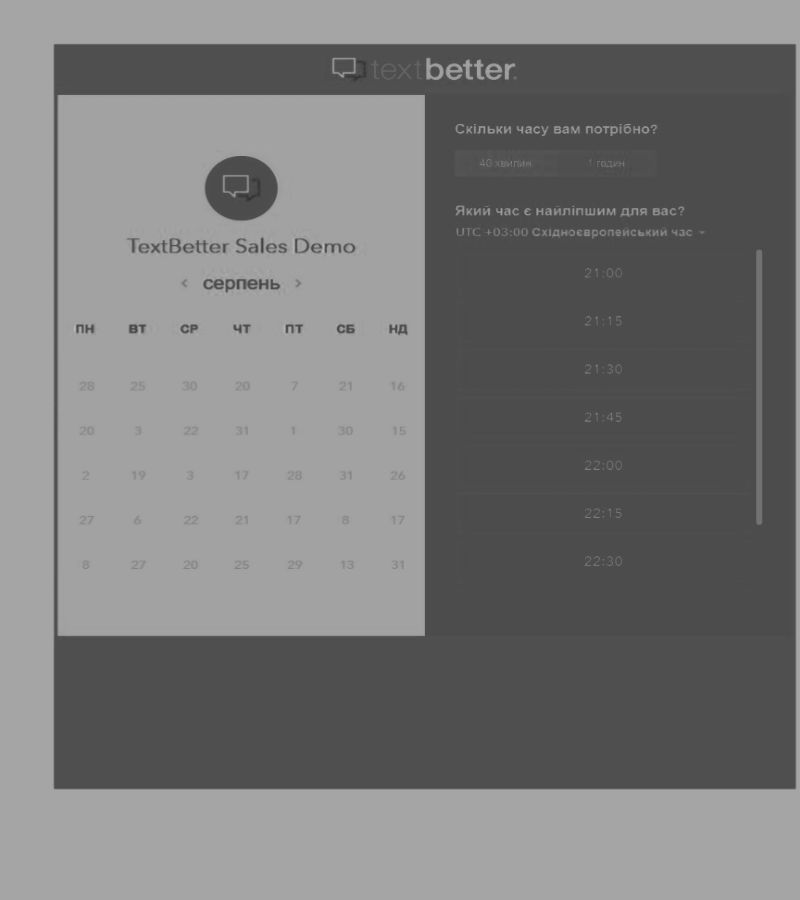 textbetter.
TextBetter Sales Demo
< серпень >
ПН ВТ СР ЧТ ПТ СБ НД
28 25 30 20 7 21 16
20 3 22 31 1 30 15
2 19 3 17 28 31 26
27 6 22 21 17 8 17
8 27 20 25 29 13 31
Скільки часу вам потрібно?
40 хвилин 1 годин
Який час є найліпшим для вас?
UTC +03:00 Східноєвропейський час
21:00
21:15
21:30
21:45
22:00
22:15
22:30